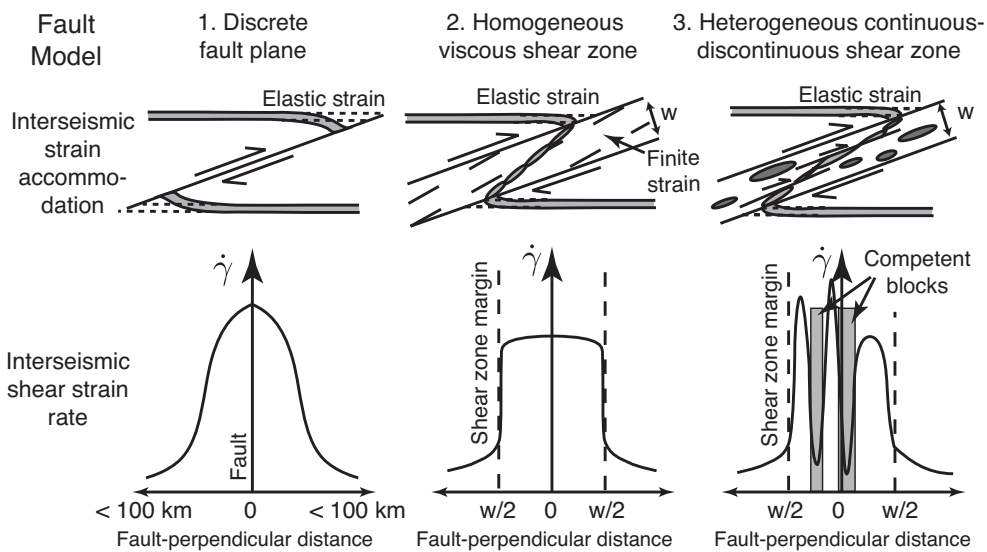 Fault
Model
1. Discrete
fault plane
2. Homogeneous
viscous shear zone
3. Heterogeneous continuous-
discontinuous shear zone
Interseismic
strain
accommo-
dation
Elastic strain
Elastic strain
w
Finite
strain
Elastic strain
w
Interseismic
shear strain
rate
γ̇
Fault
< 100 km
0
< 100 km
Fault-perpendicular distance
γ̇
Shear zone margin
w/2
0
w/2
Fault-perpendicular distance
γ̇
Competent
blocks
Shear zone margin
w/2
0
w/2
Fault-perpendicular distance